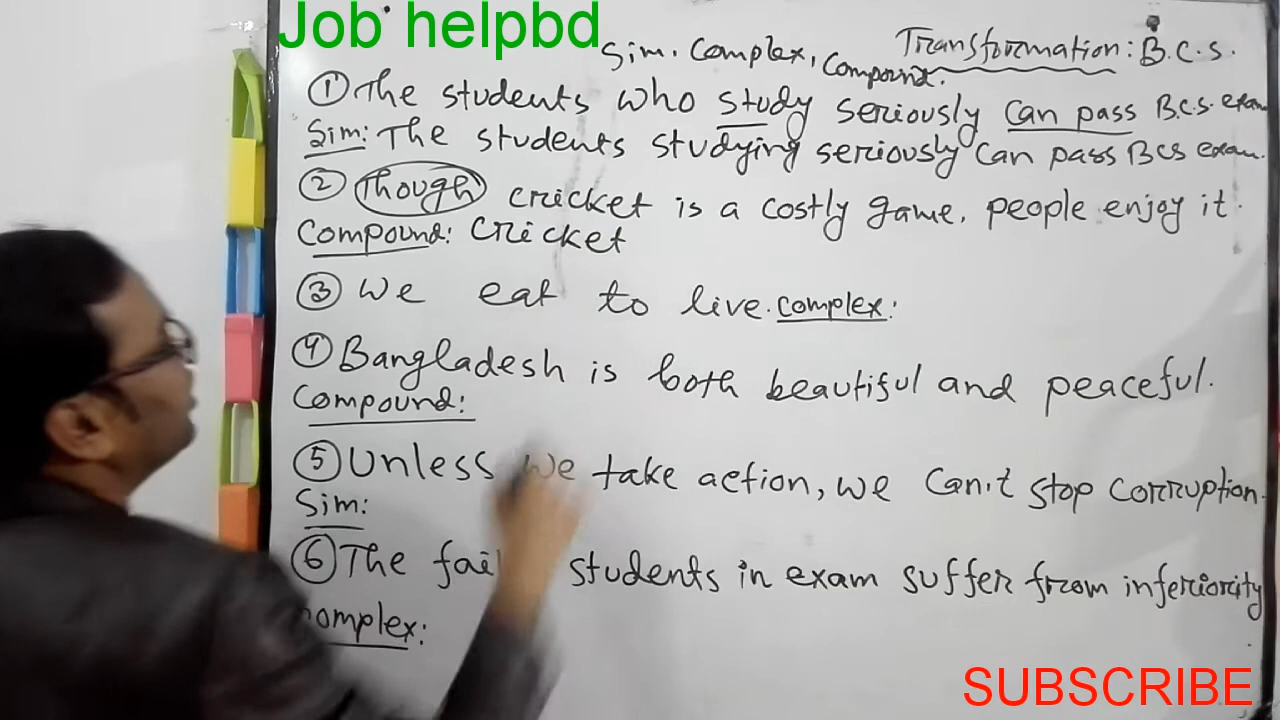 Job helpbd
Transformation: B.C.S.
Sim. Complex, Compound.
① The students who study seriously can pass B.C.S. exam
Sim: The students studying seriously can pass BCS exam.
② Though cricket is a costly game, people enjoy it.
Compound: Cricket
③ We eat to live. complex:
④ Bangladesh is both beautiful and peaceful.
Compound:
⑤ Unless we take action, we can't stop corruption.
Sim:
⑥ The students in exam suffer from inferiority
complex:
SUBSCRIBE